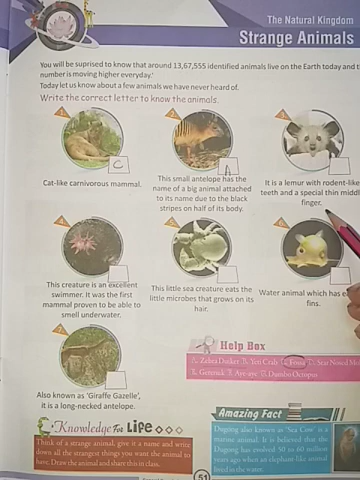 The Natural Kingdom
Strange Animals
You will be suprised to know that around 13,67,555 identified animals live on the Earth today and
number is moving higher everyday.'
Today let us know about a few animals we have never heard of.
Write the correct letter to know the animals.
1
2
3
C
A
Cat-like carnivorous mammal.
This small antelope has the
name of a big animal attached
to its name due to the black
stripes on half of its body.
It is a lemur with rodent-like
teeth and a special thin
finger.
4
5
6
This creature is an excellent
swimmer. It was the first
mammal proven to be able to
smell underwater.
This little sea creature eats the
little microbes that grows on its
hair.
Water animal which has
fins.
7
Also known as 'Giraffe Gazelle',
it is a long-necked antelope.
Help Box
A. Zebra Duiker B. Yeti Crab C. Fossa D. Star Nosed
E. Gerenuk F. Aye-aye G. Dumbo Octopus
Knowledge For Life
Think of a strange animal, give it a name and write
down all the strangest things you want the animal to
have. Draw the animal and share this in class.
Amazing Fact
Dugong also known as 'Sea Cow' is a
marine animal. It is believed that the
Dugong has evolved 50 to 60 million
years ago when an elephant-like animal
lived in the water.
51